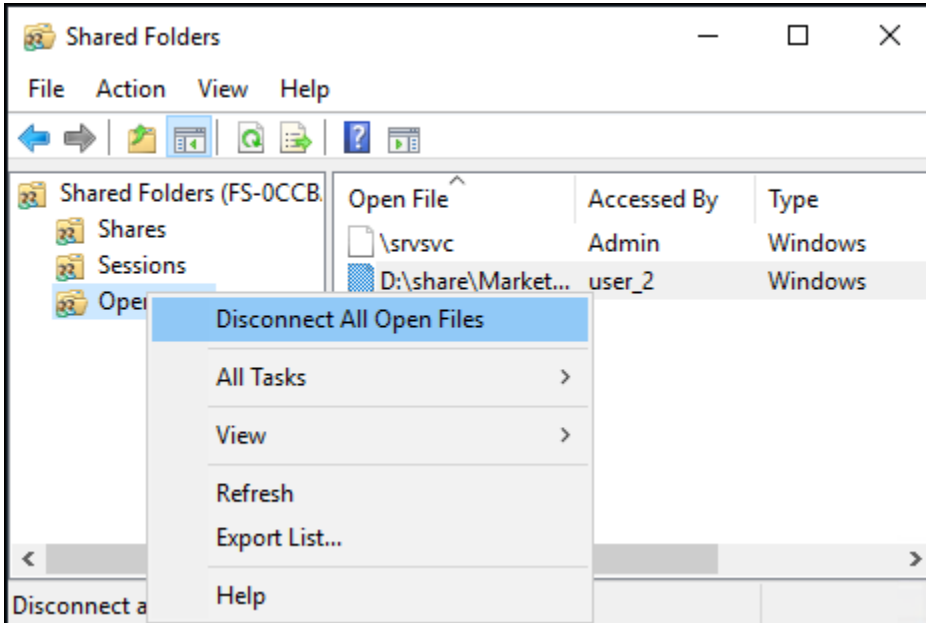 Shared Folders
File Action View Help
Shared Folders (FS-0CCB.
Shares
Sessions
Open File Accessed By Type
\srvsvc Admin Windows
D:\share\Market... user_2 Windows
Disconnect All Open Files
All Tasks
View
Refresh
Export List...
Help
Disconnect a